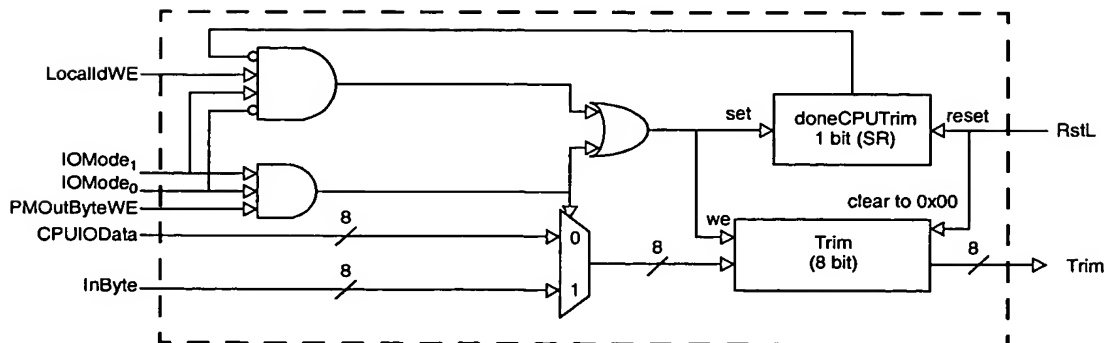 LocalIdWE
IOMode1
IOMode0
PMOutByteWE
CPUIOData
InByte
8
8
0
1
8
set
doneCPUTrim
1 bit (SR)
reset
RstL
clear to 0x00
we
Trim
(8 bit)
8
Trim